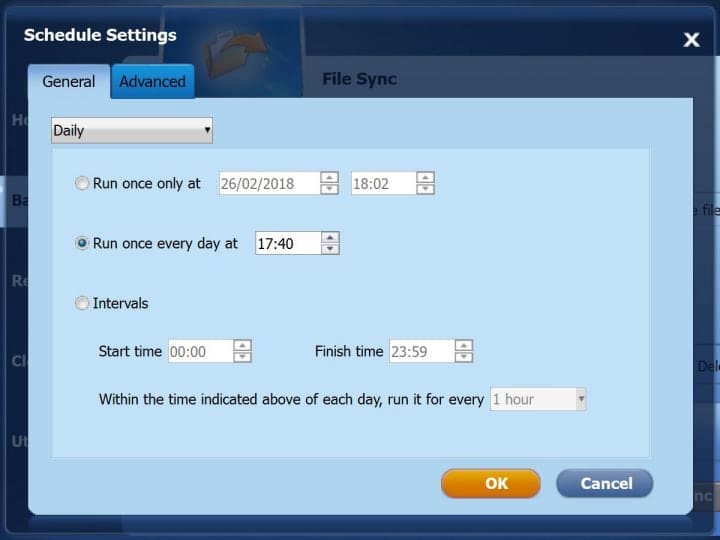 Schedule Settings
X
General
Advanced
File Sync
Daily
Run once only at 26/02/2018 18:02
Run once every day at 17:40
Intervals
Start time 00:00 Finish time 23:59
Within the time indicated above of each day, run it for every 1 hour
OK
Cancel